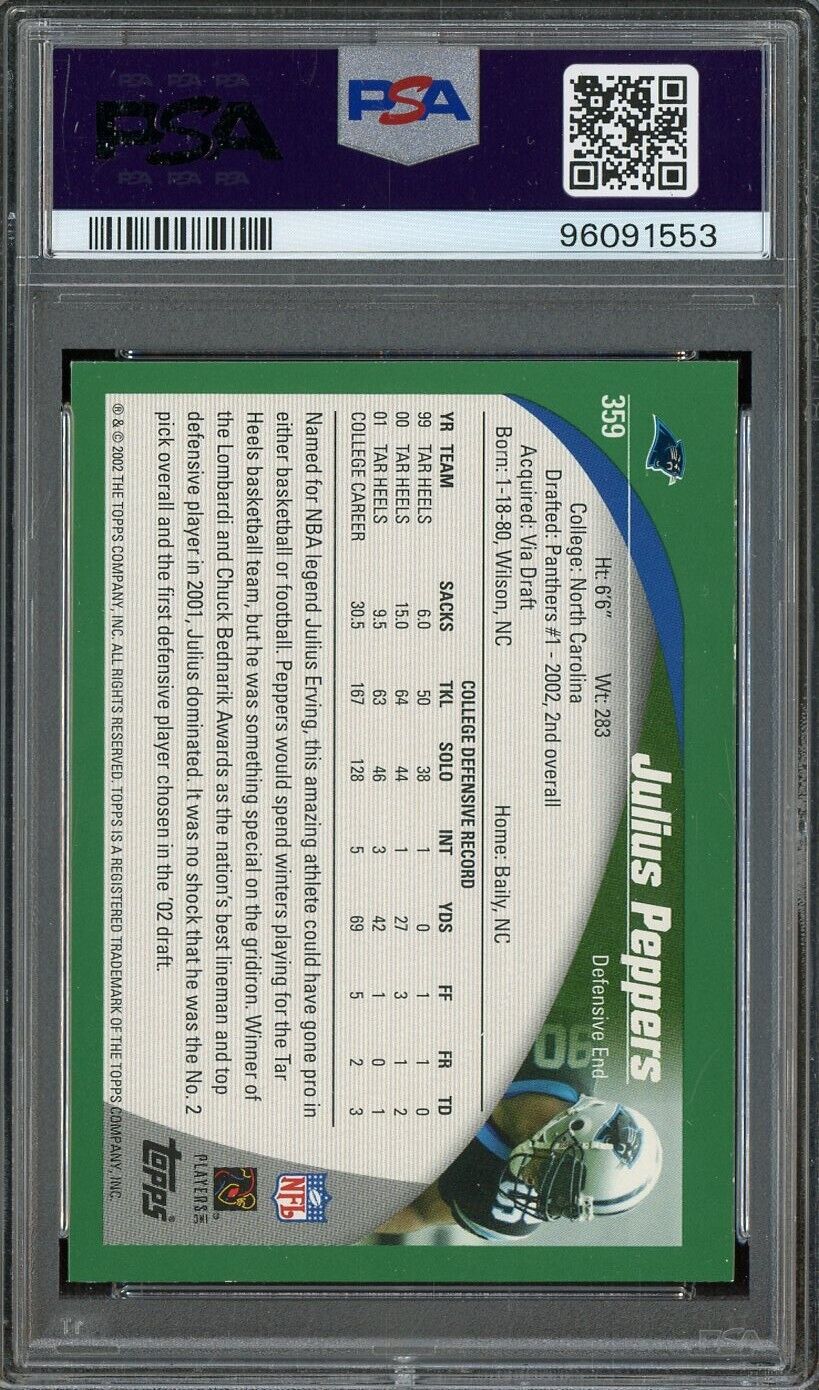 PSA PSA PSA
PSA
PSA PSA PSA
PSA
96091553
359
Julius Peppers
Defensive End
Ht: 6'6" Wt: 283
College: North Carolina
Drafted: Panthers #1 - 2002, 2nd overall
Acquired: Via Draft
Born: 1-18-80, Wilson, NC Home: Baily, NC
COLLEGE DEFENSIVE RECORD
YR TEAM SACKS TKL SOLO INT YDS FF FR TD
99 TAR HEELS 6.0 50 38 1 0 1 1 0
00 TAR HEELS 15.0 64 44 1 27 3 1 2
01 TAR HEELS 9.5 63 46 3 42 1 0 1
COLLEGE CAREER 30.5 167 128 5 69 5 2 3
Named for NBA legend Julius Erving, this amazing athlete could have gone pro in
either basketball or football. Peppers would spend winters playing for the Tar
Heels basketball team, but he was something special on the gridiron. Winner of
the Lombardi and Chuck Bednarik Awards as the nation's best lineman and top
defensive player in 2001, Julius dominated. It was no shock that he was the No. 2
pick overall and the first defensive player chosen in the '02 draft.
® & © 2002 THE TOPPS COMPANY, INC. ALL RIGHTS RESERVED. TOPPS IS A REGISTERED TRADEMARK OF THE TOPPS COMPANY, INC.
NFL
PLAYERS INC
topps®
PSA